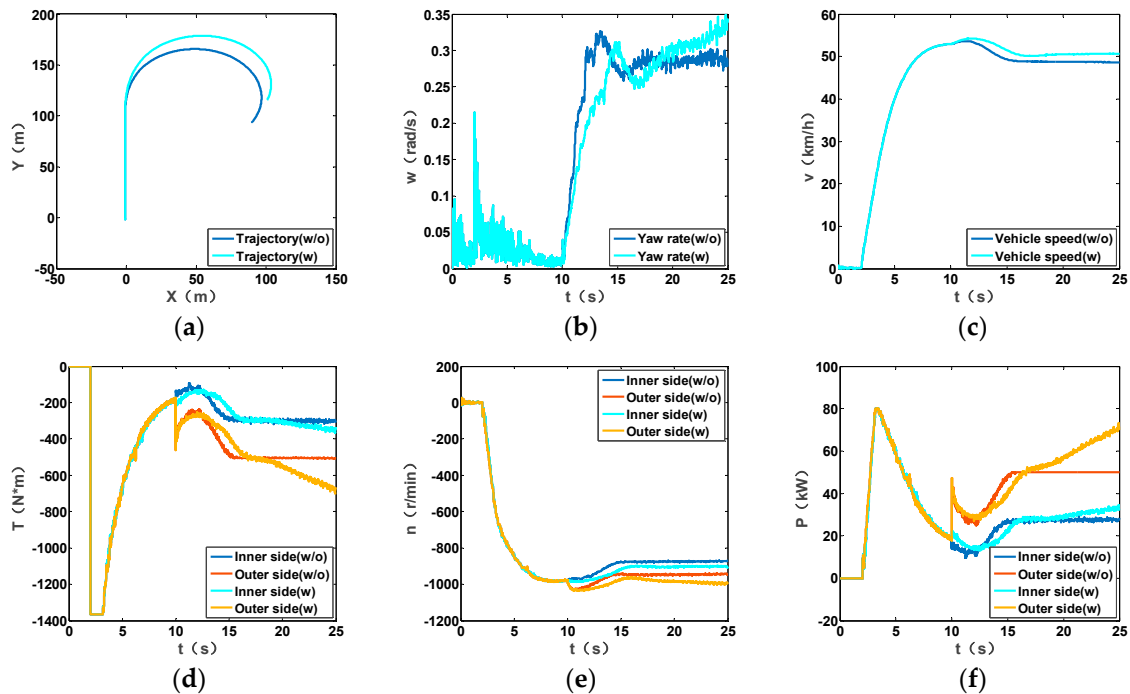 200
150
100
50
0
-50
-50 0 50 100 150
Y（m）
X（m）
Trajectory(w/o)
Trajectory(w)
(a)
0.35
0.3
0.25
0.2
0.15
0.1
0.05
0
0 5 10 15 20 25
w（rad/s）
t（s）
Yaw rate(w/o)
Yaw rate(w)
(b)
60
50
40
30
20
10
0
0 5 10 15 20 25
v（km/h）
t（s）
Vehicle speed(w/o)
Vehicle speed(w)
(c)
0
-200
-400
-600
-800
-1000
-1200
-1400
0 5 10 15 20 25
T（N*m）
t（s）
Inner side(w/o)
Outer side(w/o)
Inner side(w)
Outer side(w)
(d)
200
0
-200
-400
-600
-800
-1000
-1200
0 5 10 15 20 25
n（r/min）
t（s）
Inner side(w/o)
Outer side(w/o)
Inner side(w)
Outer side(w)
(e)
100
80
60
40
20
0
-20
0 5 10 15 20 25
P（kW）
t（s）
Inner side(w/o)
Outer side(w/o)
Inner side(w)
Outer side(w)
(f)